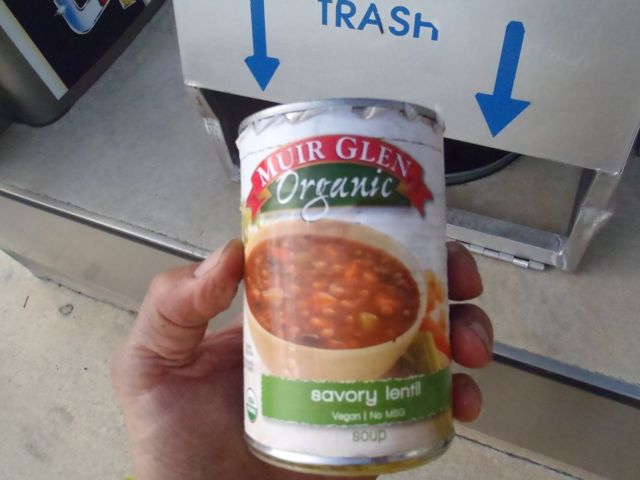 TRASH
MUIR GLEN
Organic
savory lentil
Vegan | No MSG
soup